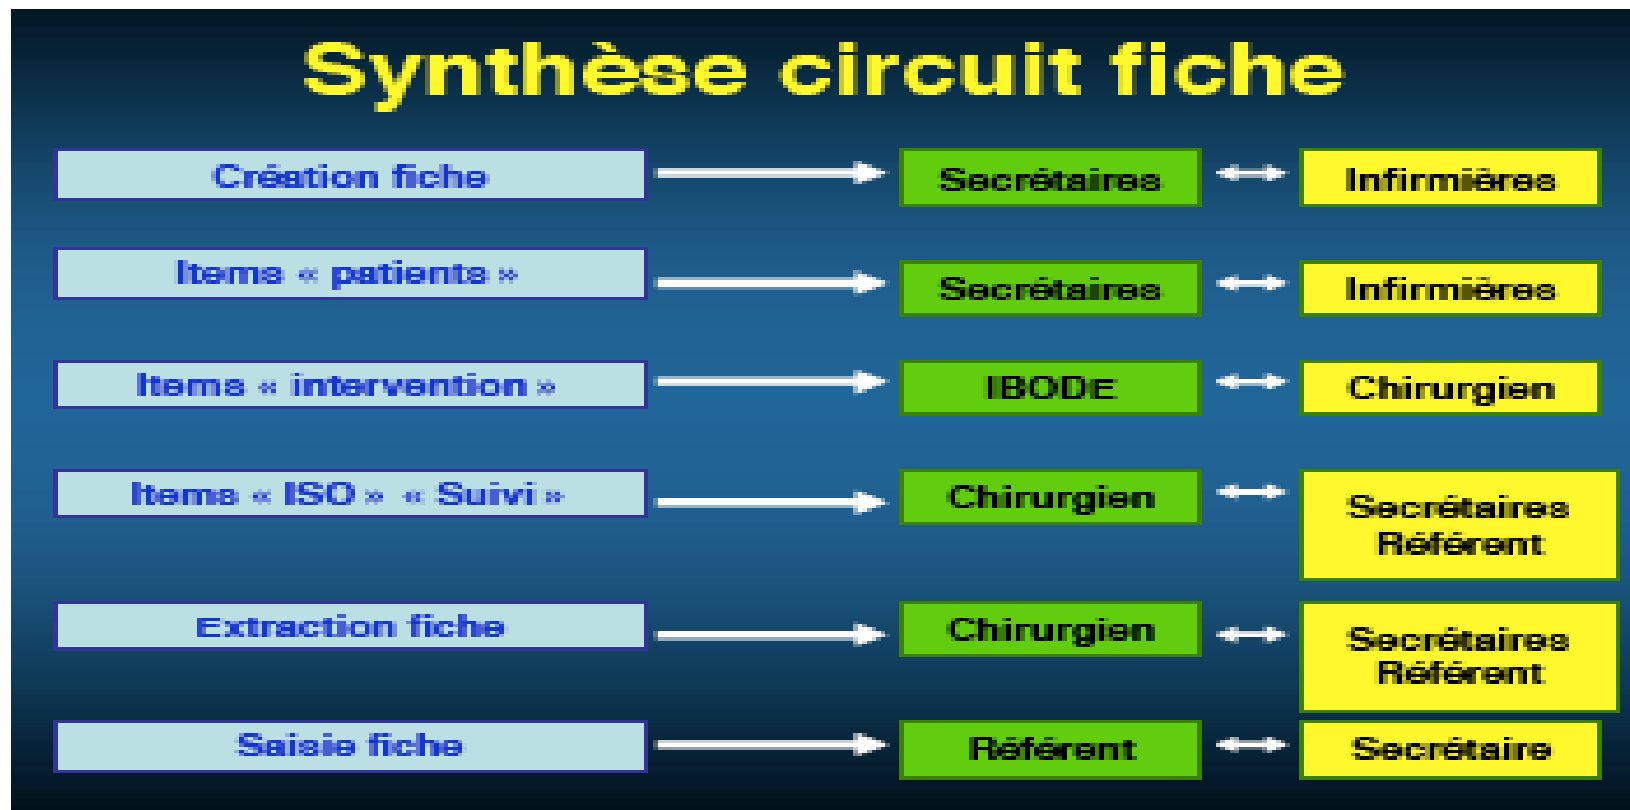 Synthèse circuit fiche
Création fiche
Secrétaires
Infirmières
Items « patients »
Secrétaires
Infirmières
Items « intervention »
IBODE
Chirurgien
Items « ISO » « Suivi »
Chirurgien
Secrétaires
Référent
Extraction fiche
Chirurgien
Secrétaires
Référent
Saisie fiche
Référent
Secrétaire